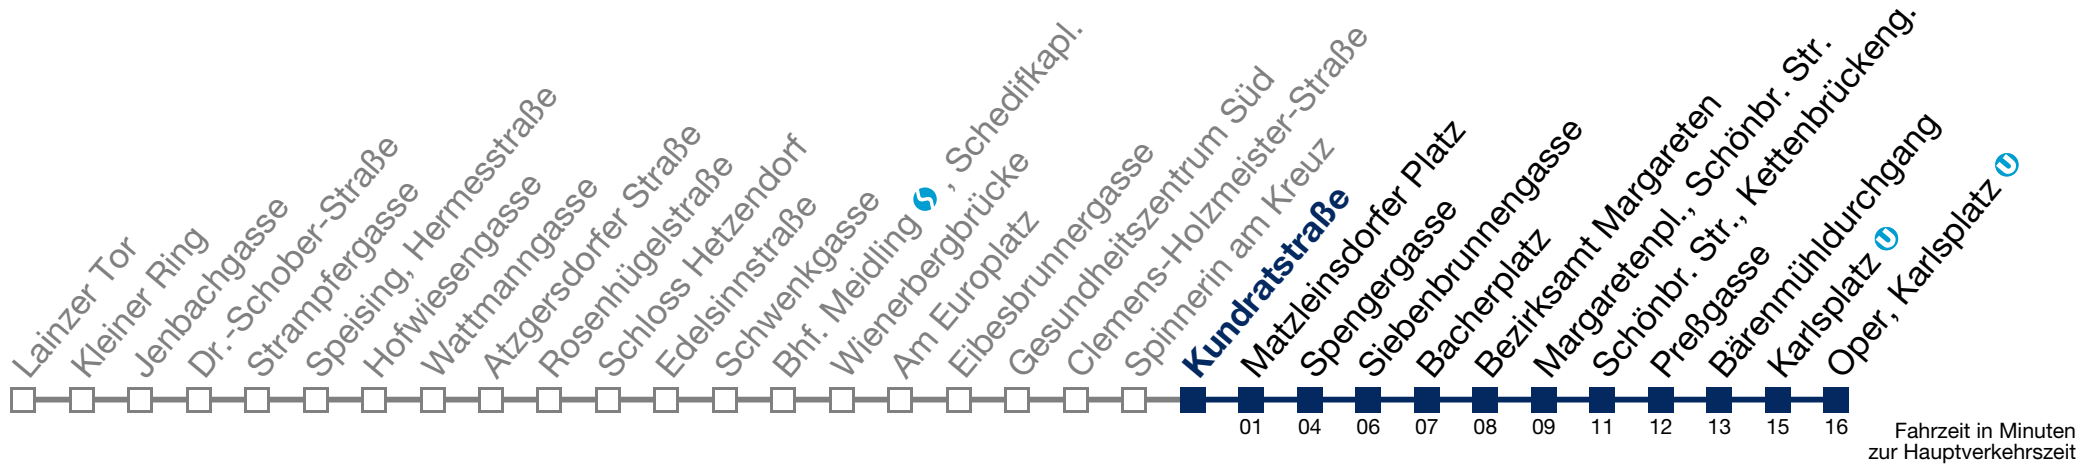 Lainzer Tor
Kleiner Ring
Jenbachgasse
Dr.-Schober-Straße
Strampfergasse
Speising, Hermesstraße
Hofwiesengasse
Wattmanngasse
Atzgersdorfer Straße
Rosenhügelstraße
Schloss Hetzendorf
Edelsinnstraße
Schwenkgasse
Bhf. Meidling , Schedifkapl.
Wienerbergbrücke
Am Europlatz
Eibesbrunnergasse
Gesundheitszentrum Süd
Clemens-Holzmeister-Straße
Spinnerin am Kreuz
Kundratstraße
Matzleinsdorfer Platz
Spengergasse
Siebenbrunnengasse
Bacherplatz
Bezirksamt Margareten
Margaretenpl., Schönbr. Str.
Schönbr. Str., Kettenbrückeng.
Preßgasse
Bärenmühldurchgang
Karlsplatz U
Oper, Karlsplatz U
01 04 06 07 08 09 11 12 13 15 16
Fahrzeit in Minuten
zur Hauptverkehrszeit